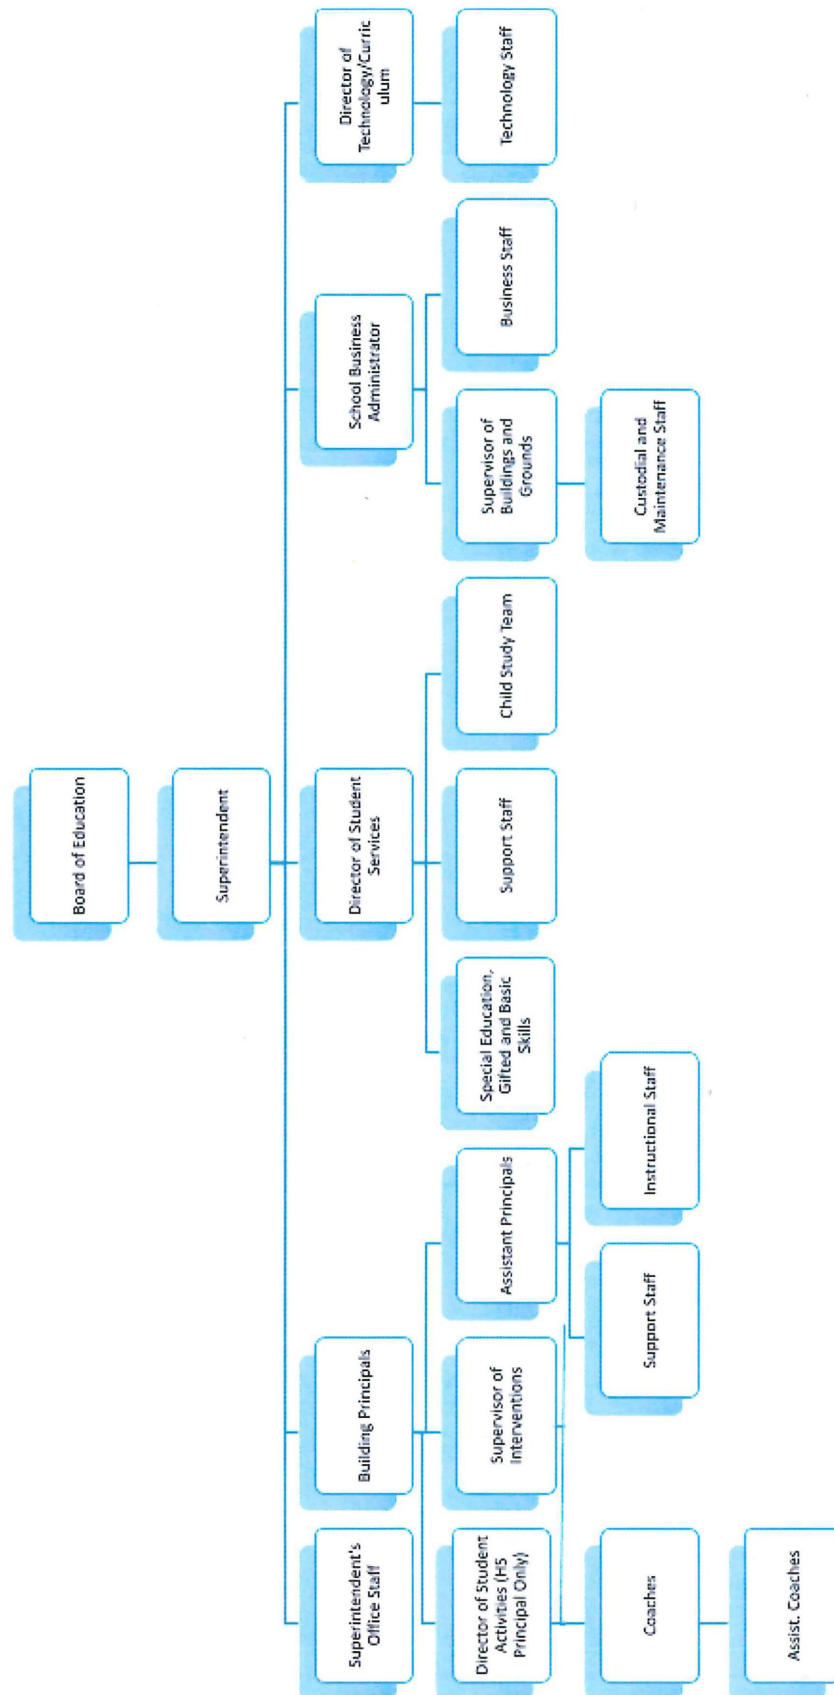 Board of Education
Superintendent
Superintendent's
Office Staff
Building Principals
Director of Student
Services
School Business
Administrator
Director of
Technology/Curric
ulum
Director of Student
Activities (HS
Principal Only)
Supervisor of
Interventions
Assistant Principals
Special Education,
Gifted and Basic
Skills
Support Staff
Child Study Team
Supervisor of
Buildings and
Grounds
Business Staff
Technology Staff
Coaches
Support Staff
Instructional Staff
Custodial and
Maintenance Staff
Assist. Coaches